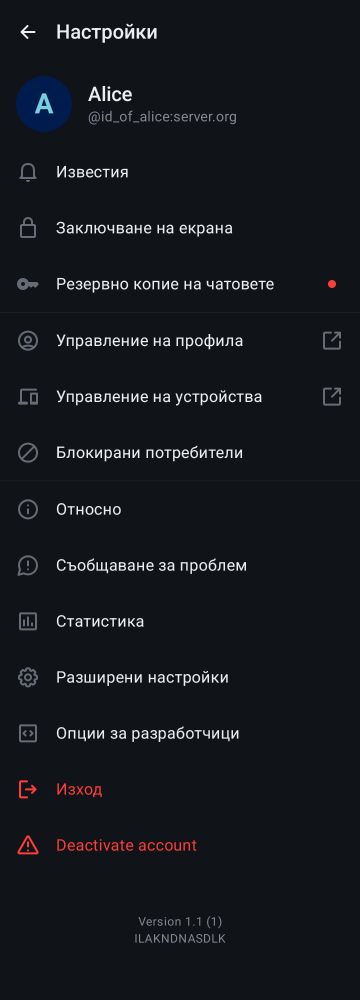 Настройки
A
Alice
@id_of_alice:server.org
Известия
Заключване на екрана
Резервно копие на чатовете
Управление на профила
Управление на устройства
Блокирани потребители
Относно
Съобщаване за проблем
Статистика
Разширени настройки
Опции за разработчици
Изход
Deactivate account
Version 1.1 (1)
ILAKNDNASDLK